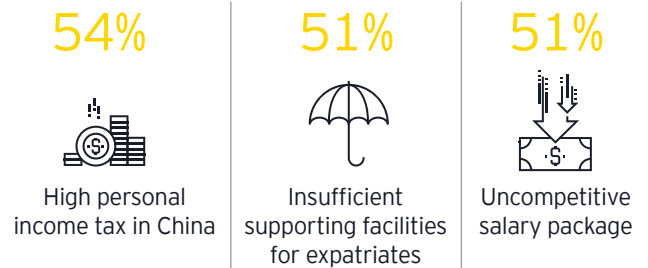 54%
High personal
income tax in China
51%
Insufficient
supporting facilities
for expatriates
51%
Uncompetitive
salary package